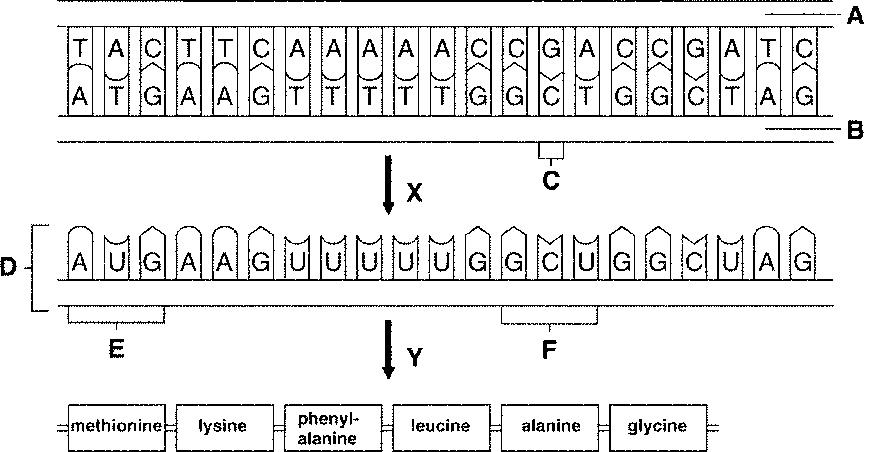 A
T A C T T C A A A A A C C G A C C G A T C
A T G A A G T T T T T G G C T G G C T A G
B
C
X
D
A U G A A G U U U U U G G C U G G C U A G
E
F
Y
methionine
lysine
phenyl-
alanine
leucine
alanine
glycine